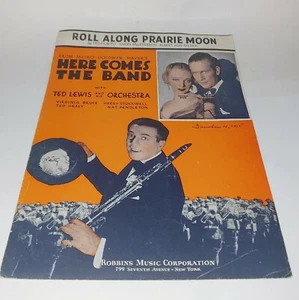 ROLL ALONG PRAIRIE MOON
HERE COMES
THE BAND
WITH
TED LEWIS AND HIS ORCHESTRA
VIRGINIA BRUCE HARRY STOCKWELL
TED HEALY NAT PENDLETON
ROBBINS MUSIC CORPORATION
799 SEVENTH AVENUE · NEW YORK